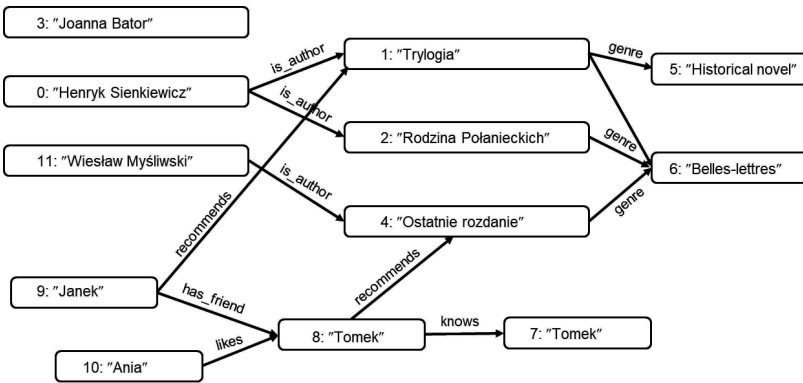 3: "Joanna Bator"
is_author
1: "Trylogia"
genre
5: "Historical novel"
0: "Henryk Sienkiewicz"
is_author
2: "Rodzina Połanieckich"
genre
6: "Belles-lettres"
11: "Wiesław Myśliwski"
is_author
4: "Ostatnie rozdanie"
genre
recommends
recommends
9: "Janek"
has_friend
8: "Tomek"
knows
7: "Tomek"
likes
10: "Ania"